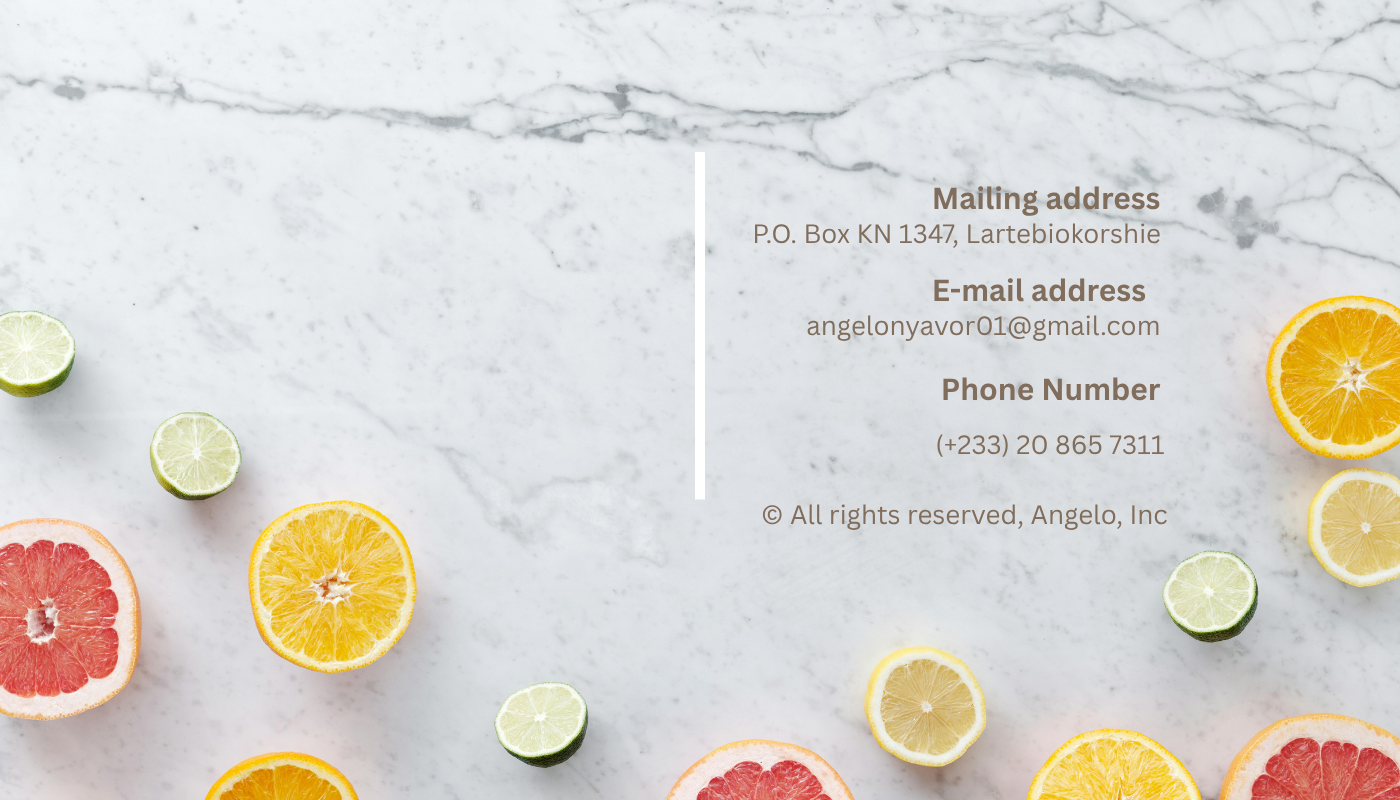 Mailing address
P.O. Box KN 1347, Lartebiokorshie
E-mail address
angelonyavor01@gmail.com
Phone Number
(+233) 20 865 7311
© All rights reserved, Angelo, Inc